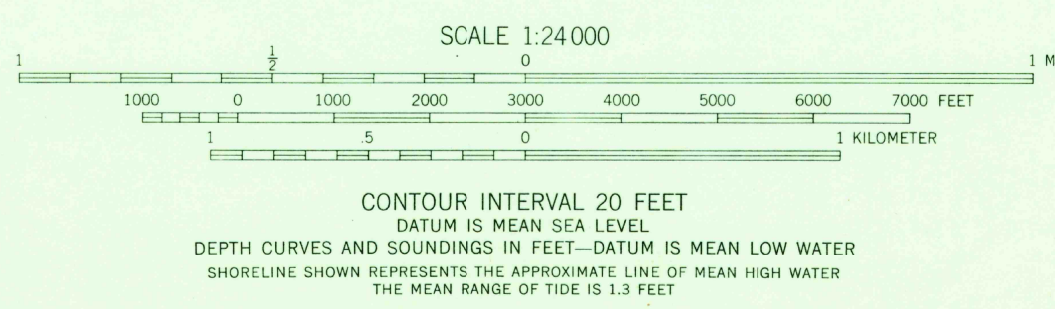 SCALE 1:24 000
1 1/2 0 1 M
1000 0 1000 2000 3000 4000 5000 6000 7000 FEET
1 .5 0 1 KILOMETER
CONTOUR INTERVAL 20 FEET
DATUM IS MEAN SEA LEVEL
DEPTH CURVES AND SOUNDINGS IN FEET—DATUM IS MEAN LOW WATER
SHORELINE SHOWN REPRESENTS THE APPROXIMATE LINE OF MEAN HIGH WATER
THE MEAN RANGE OF TIDE IS 1.3 FEET